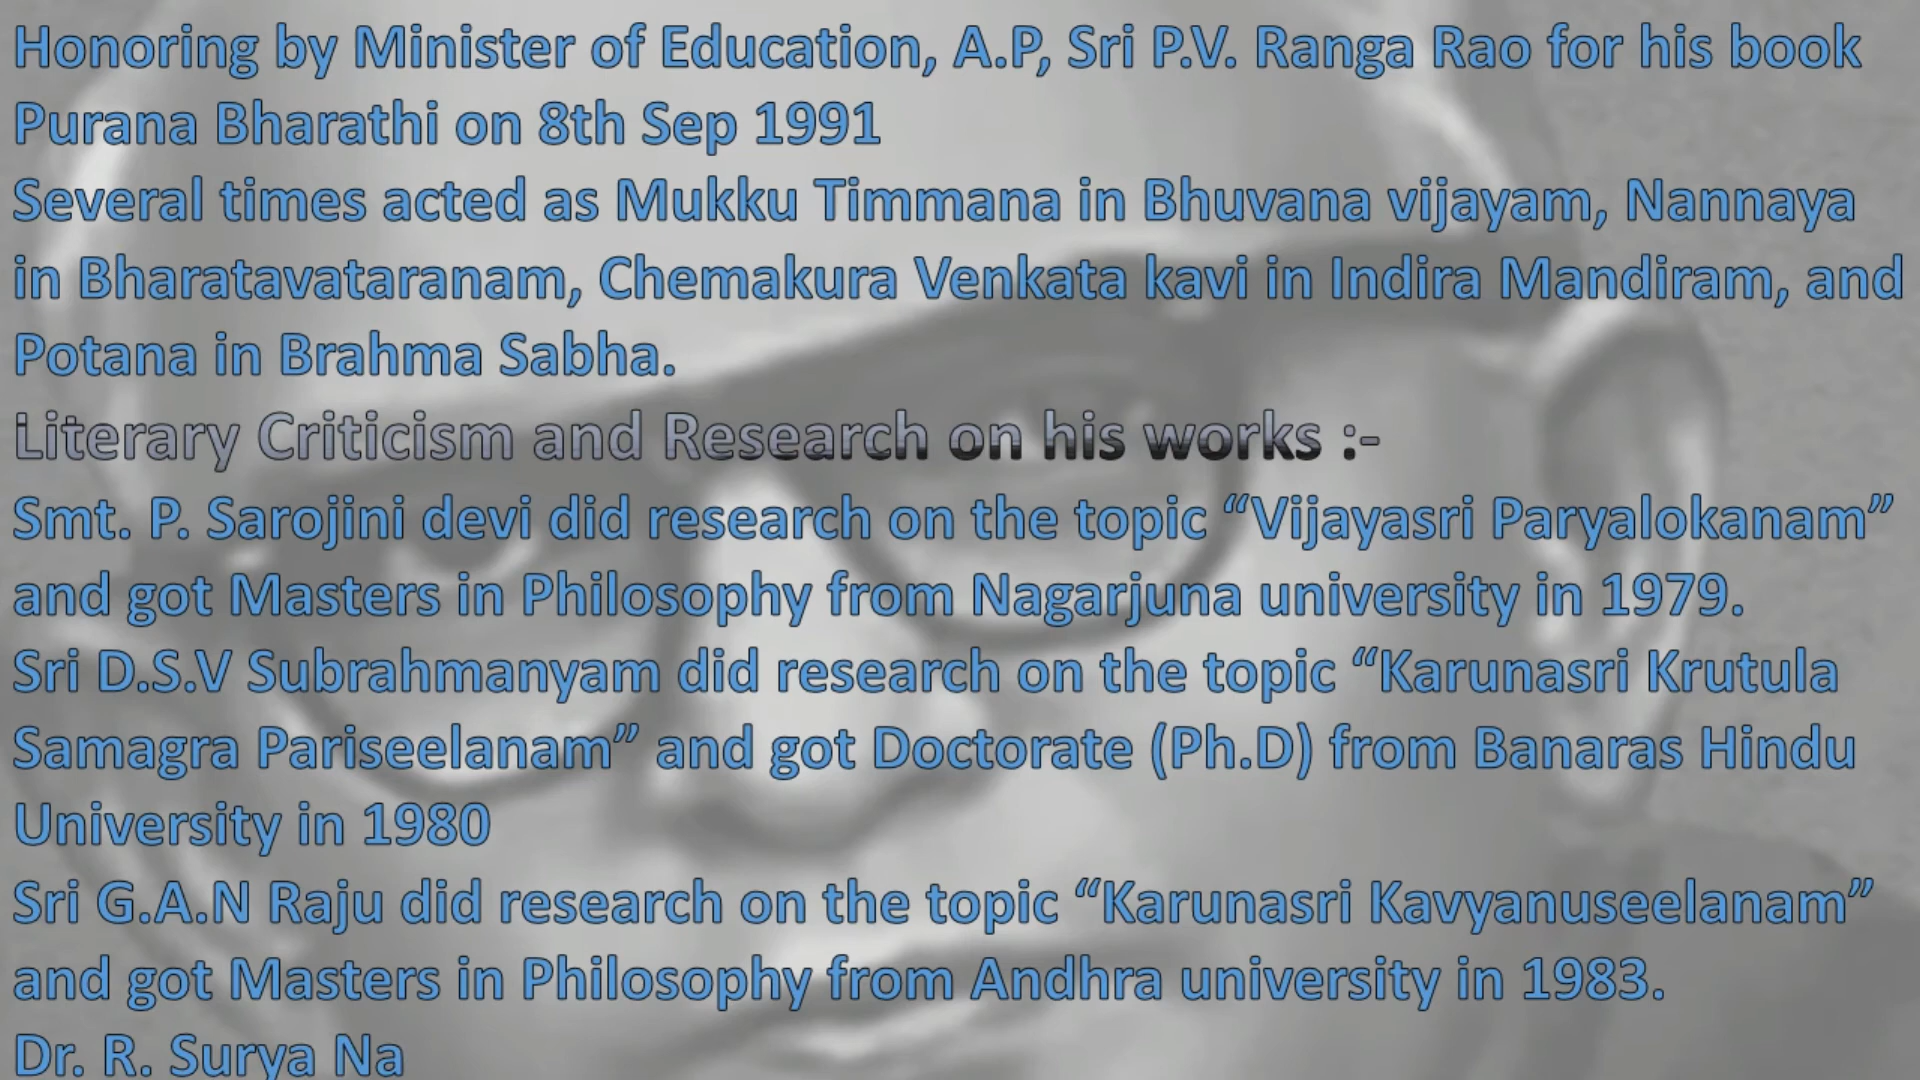 Honoring by Minister of Education, A.P, Sri P.V. Ranga Rao for his book
Purana Bharathi on 8th Sep 1991
Several times acted as Mukku Timmana in Bhuvana vijayam, Nannaya
in Bharatavataranam, Chemakura Venkata kavi in Indira Mandiram, and
Potana in Brahma Sabha.
Literary Criticism and Research on his works :-
Smt. P. Sarojini devi did research on the topic “Vijayasri Paryalokanam”
and got Masters in Philosophy from Nagarjuna university in 1979.
Sri D.S.V Subrahmanyam did research on the topic “Karunasri Krutula
Samagra Pariseelanam” and got Doctorate (Ph.D) from Banaras Hindu
University in 1980
Sri G.A.N Raju did research on the topic “Karunasri Kavyanuseelanam”
and got Masters in Philosophy from Andhra university in 1983.
Dr. R. Surya Na